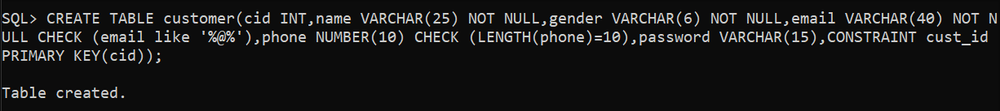 SQL> CREATE TABLE customer(cid INT,name VARCHAR(25) NOT NULL,gender VARCHAR(6) NOT NULL,email VARCHAR(40) NOT N
ULL CHECK (email like '%@%'),phone NUMBER(10) CHECK (LENGTH(phone)=10),password VARCHAR(15),CONSTRAINT cust_id
PRIMARY KEY(cid));
Table created.